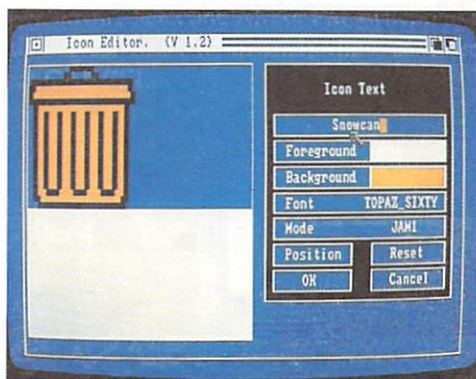 Icon Editor. (V 1.2)
Icon Text
Snowcan
Foreground
Background
Font TOPAZ_SIXTY
Mode JAM1
Position Reset
OK Cancel